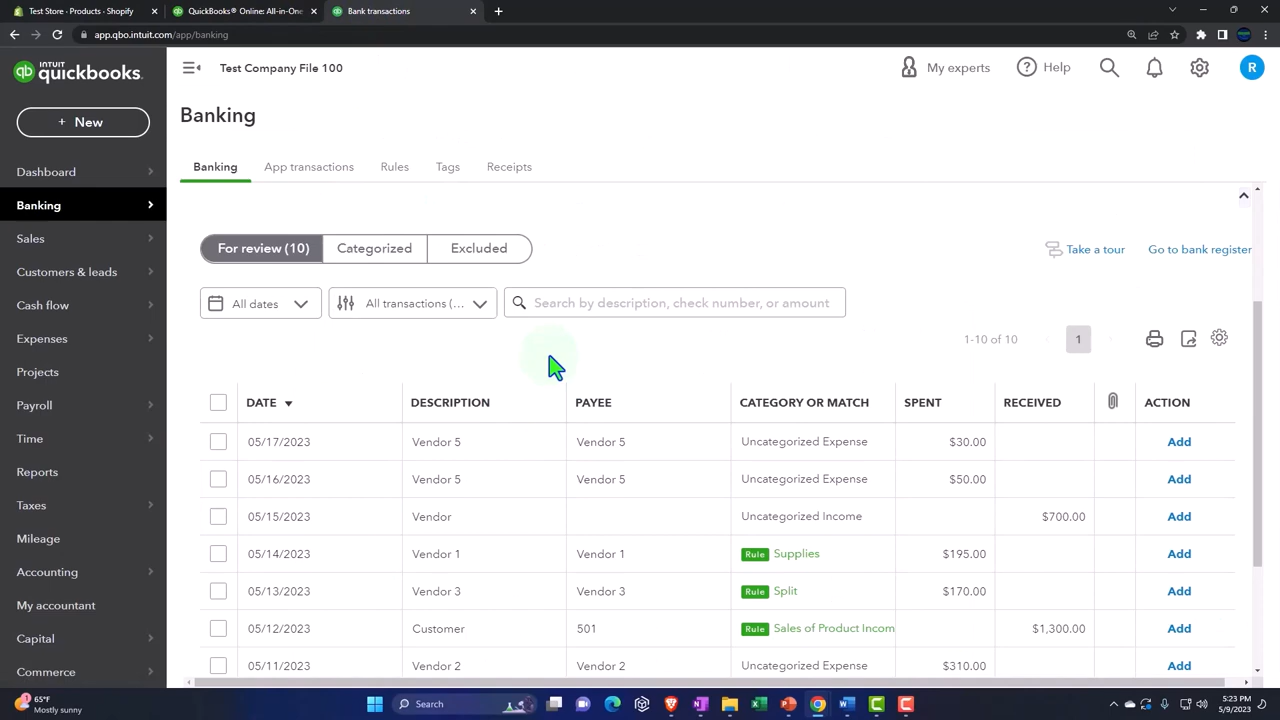 Test Store · Products · Shopify
QuickBooks® Online: All-in-One
Bank transactions
app.qbo.intuit.com/app/banking
INTUIT
quickbooks.
Test Company File 100
My experts
Help
R
+ New
Banking
Banking App transactions Rules Tags Receipts
Dashboard
Banking
Sales
Customers & leads
Cash flow
Expenses
Projects
Payroll
Time
Reports
Taxes
Mileage
Accounting
My accountant
Capital
Commerce
For review (10) Categorized Excluded
Take a tour Go to bank register
All dates All transactions (... Search by description, check number, or amount
1-10 of 10 1
DATE DESCRIPTION PAYEE CATEGORY OR MATCH SPENT RECEIVED ACTION
05/17/2023 Vendor 5 Vendor 5 Uncategorized Expense $30.00 Add
05/16/2023 Vendor 5 Vendor 5 Uncategorized Expense $50.00 Add
05/15/2023 Vendor Uncategorized Income $700.00 Add
05/14/2023 Vendor 1 Vendor 1 Rule Supplies $195.00 Add
05/13/2023 Vendor 3 Vendor 3 Rule Split $170.00 Add
05/12/2023 Customer 501 Rule Sales of Product Incom $1,300.00 Add
05/11/2023 Vendor 2 Vendor 2 Uncategorized Expense $310.00 Add
65°F
Mostly sunny
Search
5:23 PM
5/9/2023